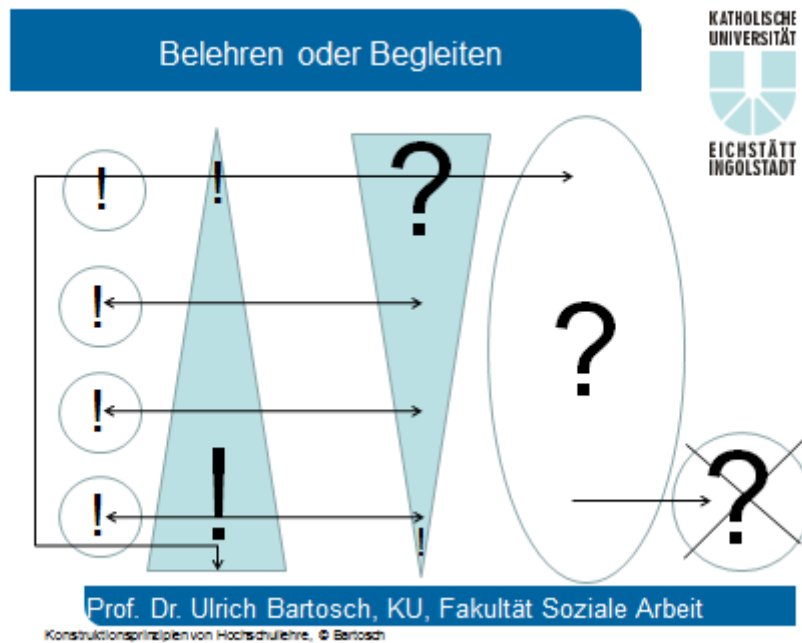 Belehren oder Begleiten
KATHOLISCHE
UNIVERSITÄT
EICHSTÄTT
INGOLSTADT
! ! ? 
!
!
?
! ! ! ?
Prof. Dr. Ulrich Bartosch, KU, Fakultät Soziale Arbeit
Konstruktionsprinzipien von Hochschullehre, © Bartosch